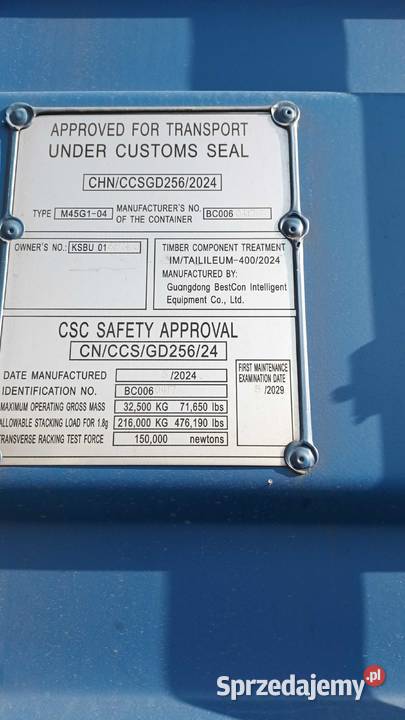 APPROVED FOR TRANSPORT
UNDER CUSTOMS SEAL
CHN/CCSGD256/2024
TYPE M45G1-04 MANUFACTURER'S NO. OF THE CONTAINER BC006
OWNER'S NO.: KSBU 01
TIMBER COMPONENT TREATMENT
IM/TAILILEUM-400/2024
MANUFACTURED BY:
Guangdong BestCon Intelligent
Equipment Co., Ltd.
CSC SAFETY APPROVAL
CN/CCS/GD256/24
DATE MANUFACTURED /2024
IDENTIFICATION NO. BC006
MAXIMUM OPERATING GROSS MASS 32,500 KG 71,650 lbs
ALLOWABLE STACKING LOAD FOR 1.8g 216,000 KG 476,190 lbs
TRANSVERSE RACKING TEST FORCE 150,000 newtons
FIRST MAINTENANCE
EXAMINATION DATE
/2029
Sprzedajemy.pl